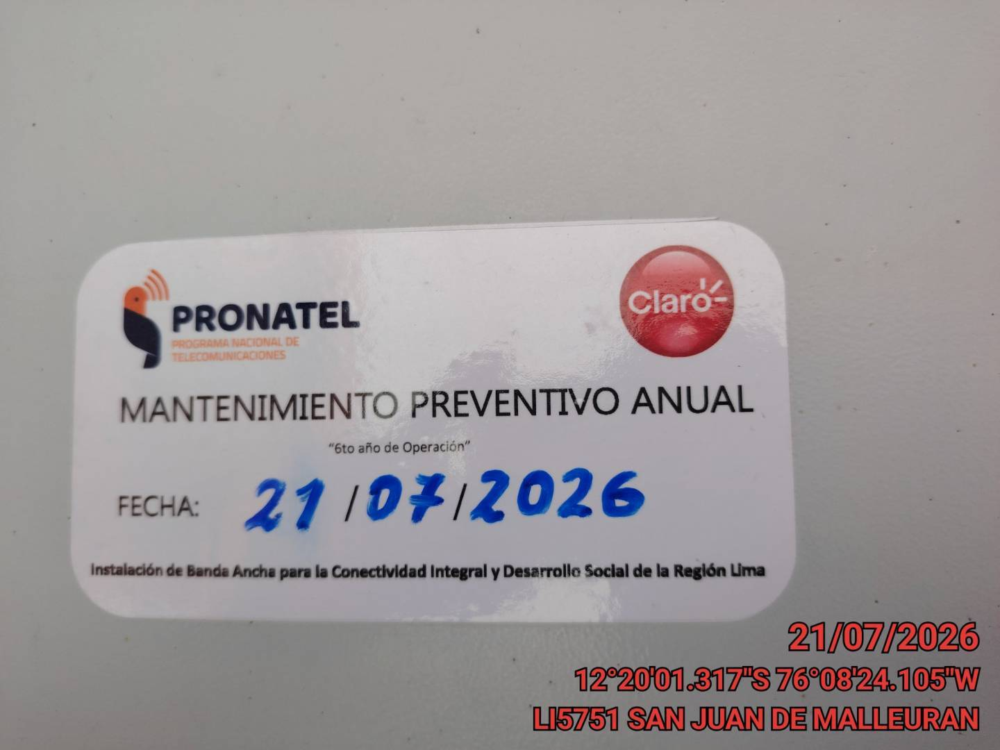 PRONATEL
PROGRAMA NACIONAL DE
TELECOMUNICACIONES
Claro
MANTENIMIENTO PREVENTIVO ANUAL
“6to año de Operación”
FECHA: 21/07/2026
Instalación de Banda Ancha para la Conectividad Integral y Desarrollo Social de la Región Lima
21/07/2026
12°20'01.317"S 76°08'24.105"W
LI5751 SAN JUAN DE MALLEURAN